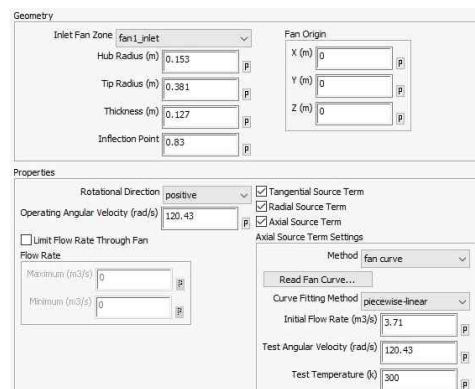 Geometry
Inlet Fan Zone fan1_inlet
Hub Radius (m) 0.153 P
Tip Radius (m) 0.381 P
Thickness (m) 0.127 P
Inflection Point 0.83 P
Fan Origin
X (m) 0 P
Y (m) 0 P
Z (m) 0 P
Properties
Rotational Direction positive
Operating Angular Velocity (rad/s) 120.43 P
Limit Flow Rate Through Fan
Flow Rate
Maximum (m3/s) 0 P
Minimum (m3/s) 0 P
Tangential Source Term
Radial Source Term
Axial Source Term
Axial Source Term Settings
Method fan curve
Read Fan Curve...
Curve Fitting Method piecewise-linear
Initial Flow Rate (m3/s) 3.71 P
Test Angular Velocity (rad/s) 120.43 P
Test Temperature (k) 300 P